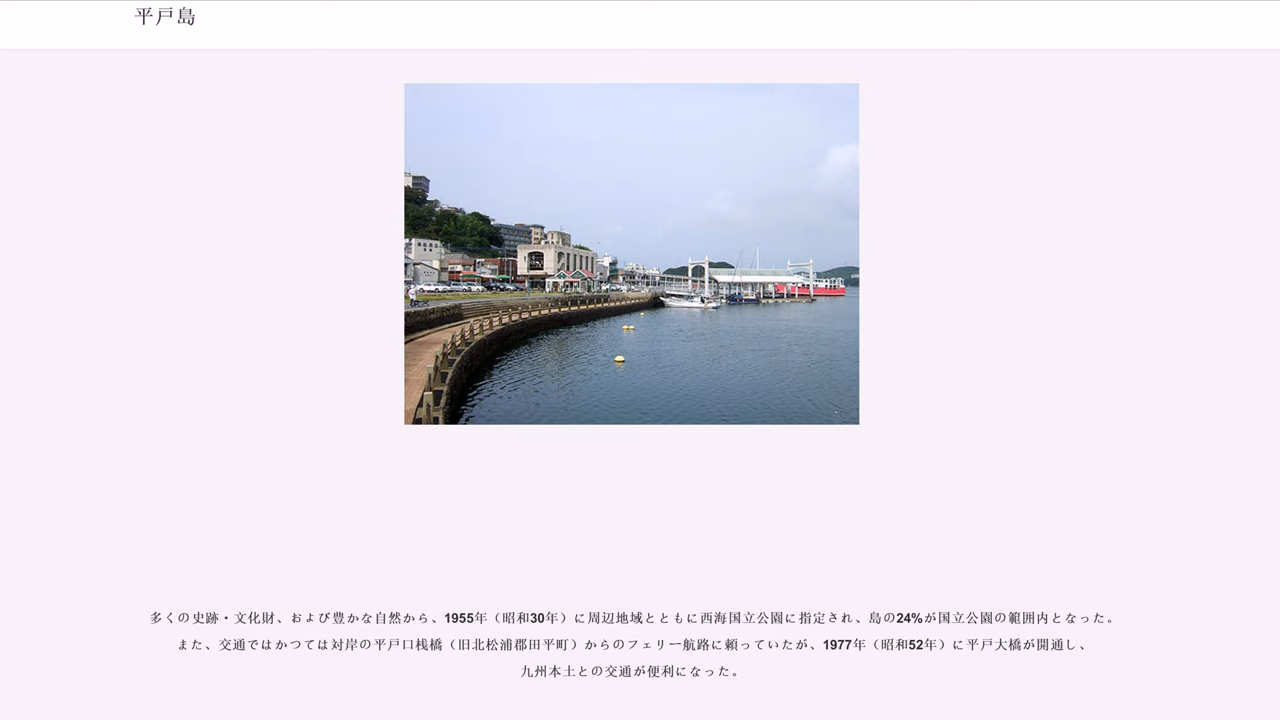 平戸島
多くの史跡・文化財、および豊かな自然から、1955年（昭和30年）に周辺地域とともに西海国立公園に指定され、島の24%が国立公園の範囲内となった。
また、交通ではかつては対岸の平戸口桟橋（旧北松浦郡田平町）からのフェリー航路に頼っていたが、1977年（昭和52年）に平戸大橋が開通し、
九州本土との交通が便利になった。